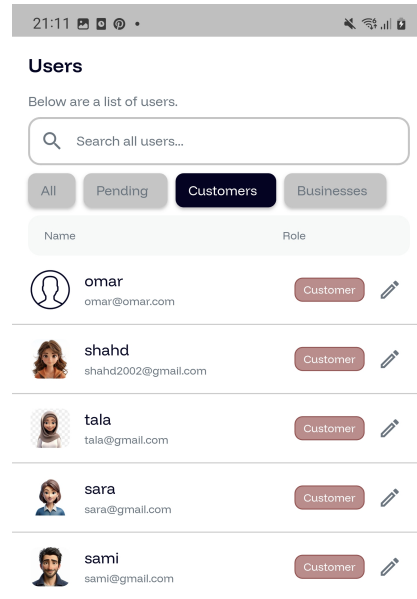 21:11
Users
Below are a list of users.
Search all users...
All Pending Customers Businesses
Name Role
omar
omar@omar.com
Customer
shahd
shahd2002@gmail.com
Customer
tala
tala@gmail.com
Customer
sara
sara@gmail.com
Customer
sami
sami@gmail.com
Customer